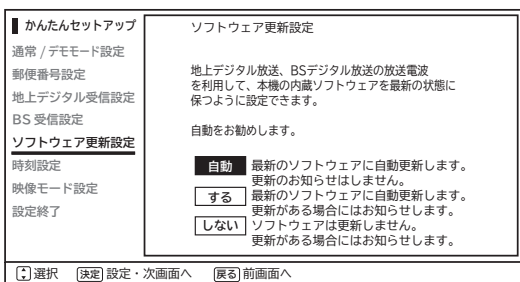 かんたんセットアップ
通常 / デモモード設定
郵便番号設定
地上デジタル受信設定
BS 受信設定
ソフトウェア更新設定
時刻設定
映像モード設定
設定終了
ソフトウェア更新設定
地上デジタル放送、BSデジタル放送の放送電波
を利用して、本機の内蔵ソフトウェアを最新の状態に
保つように設定できます。
自動をお勧めします。
自動 最新のソフトウェアに自動更新します。
更新のお知らせはしません。
する 最新のソフトウェアに自動更新します。
更新がある場合にはお知らせします。
しない ソフトウェアは更新しません。
更新がある場合にはお知らせします。
選択 決定 設定・次画面へ 戻る 前画面へ